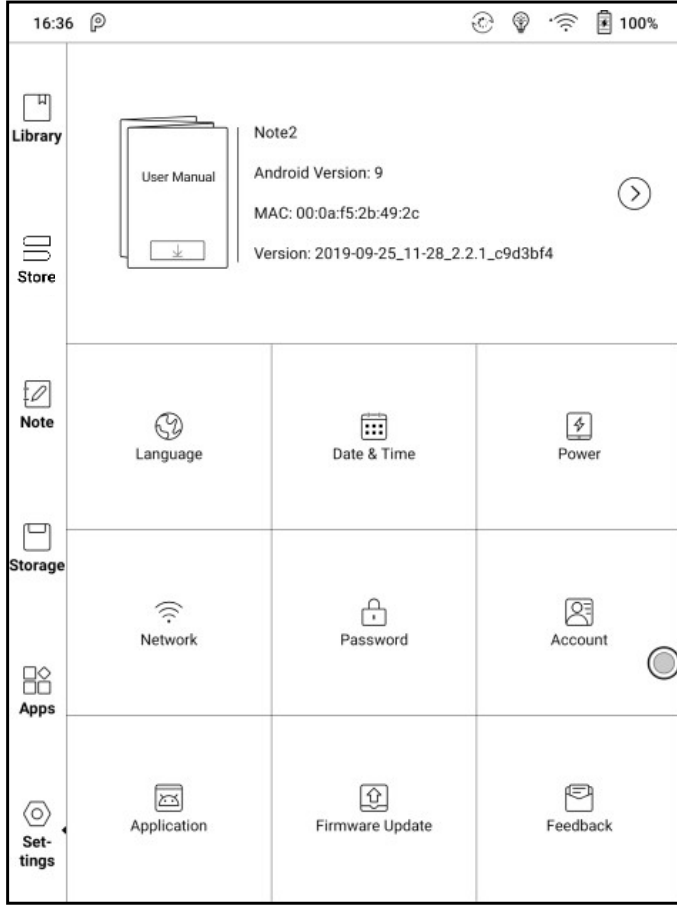 16:36
100%
Library
Store
Note
Storage
Apps
Set-
tings
User Manual
Note2
Android Version: 9
MAC: 00:0a:f5:2b:49:2c
Version: 2019-09-25_11-28_2.2.1_c9d3bf4
Language
Date & Time
Power
Network
Password
Account
Application
Firmware Update
Feedback